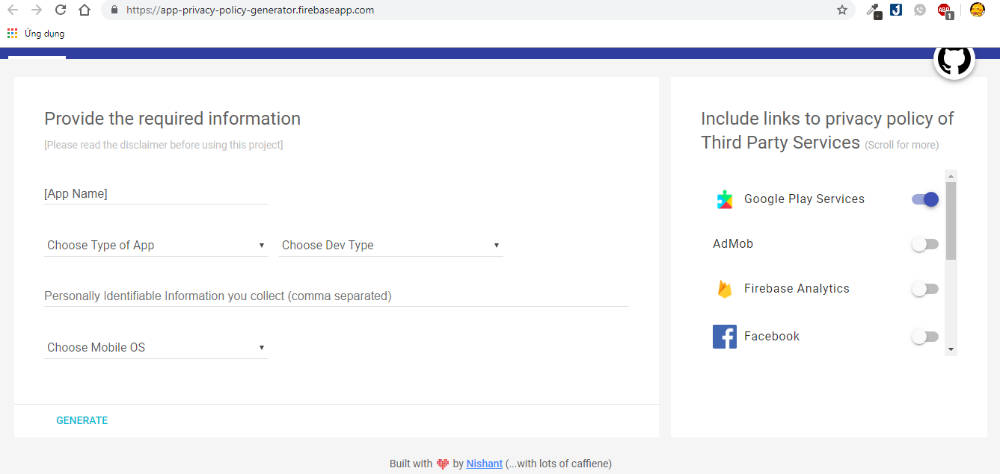 https://app-privacy-policy-generator.firebaseapp.com
ABP
1
Ứng dụng
Provide the required information
[Please read the disclaimer before using this project]
[App Name]
Choose Type of App
Choose Dev Type
Personally Identifiable Information you collect (comma separated)
Choose Mobile OS
GENERATE
Include links to privacy policy of
Third Party Services (Scroll for more)
Google Play Services
AdMob
Firebase Analytics
Facebook
Built with by Nishant (...with lots of caffiene)